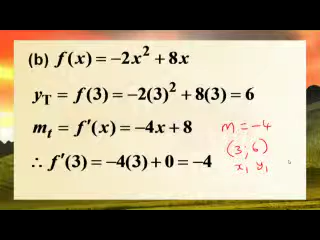 (b) f(x) = −2x² + 8x
y_T = f(3) = −2(3)² + 8(3) = 6
m_t = f′(x) = −4x + 8
m = −4
∴ f′(3) = −4(3) + 0 = −4
(3; 6)
x₁ y₁